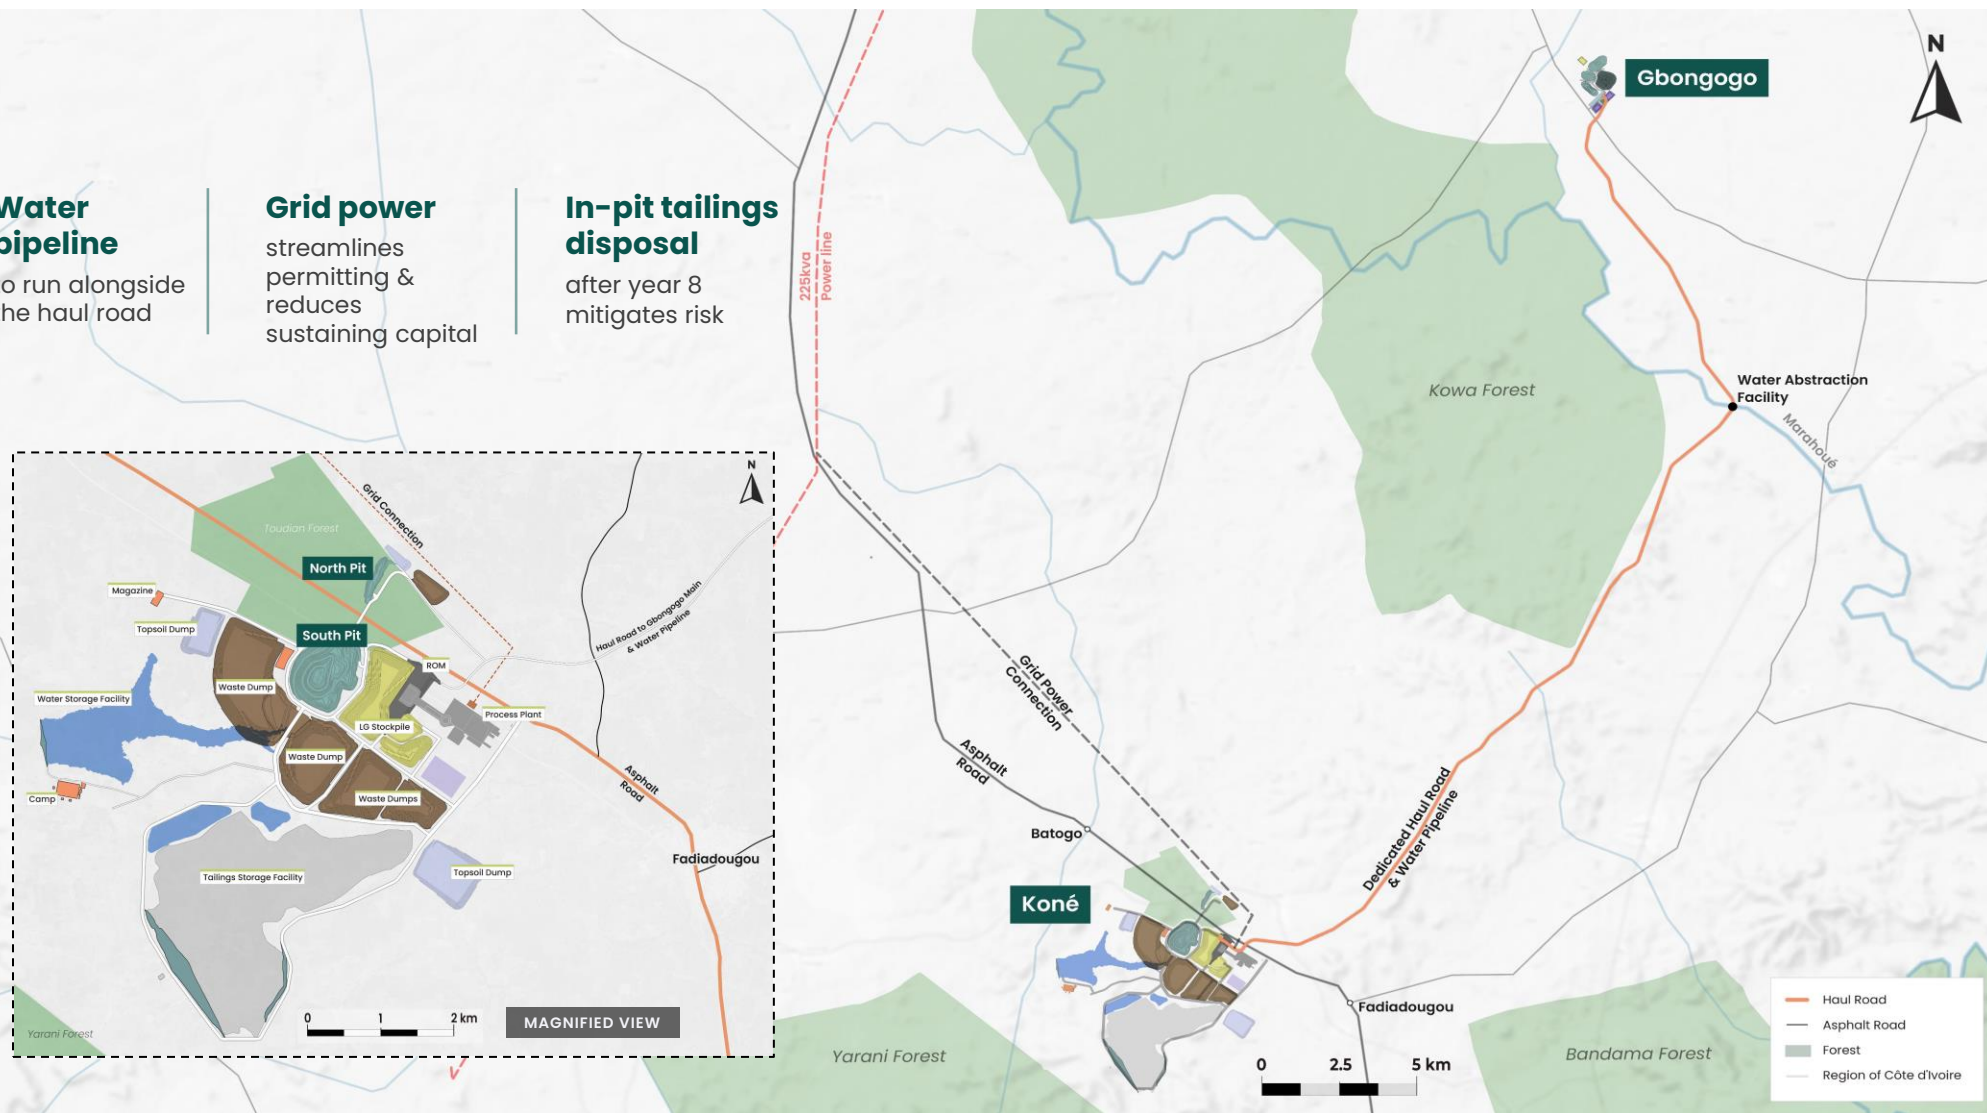 Water
pipeline
to run alongside
the haul road
Grid power
streamlines
permitting &
reduces
sustaining capital
In-pit tailings
disposal
after year 8
mitigates risk
225kva
Power line
Gbongogo
N
Kowa Forest
Water Abstraction
Facility
Marahoué
Grid Power
Connection
Asphalt
Road
Batogo
Dedicated Haul Road
& Water Pipeline
Koné
Fadiadougou
Yarani Forest
Bandama Forest
0 2.5 5 km
Haul Road
Asphalt Road
Forest
Region of Côte d'Ivoire
N
Grid Connection
Toudian Forest
North Pit
Magazine
Topsoil Dump
South Pit
Haul Road to Gbongogo Main
& Water Pipeline
ROM
Waste Dump
Water Storage Facility
Process Plant
LG Stockpile
Waste Dump
Waste Dumps
Camp
Asphalt
Road
Fadiadougou
Tailings Storage Facility
Topsoil Dump
0 1 2 km
MAGNIFIED VIEW
Yarani Forest